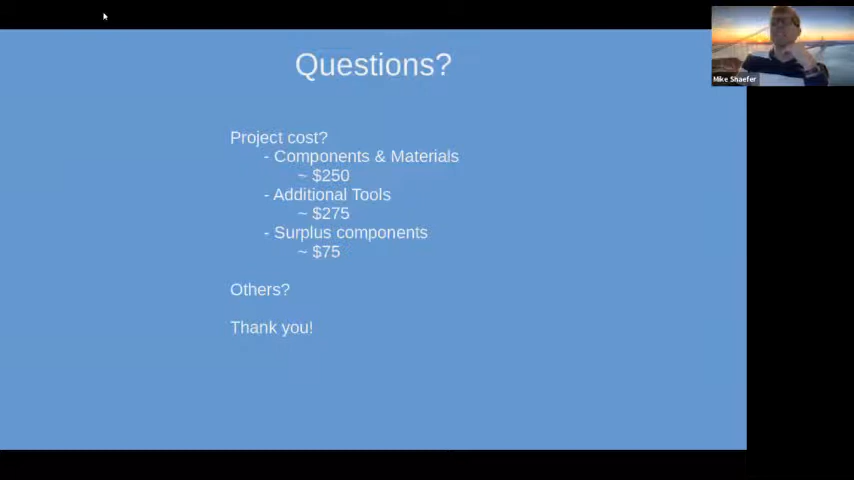 Questions?
Mike Shaefer
Project cost?
- Components & Materials
~ $250
- Additional Tools
~ $275
- Surplus components
~ $75
Others?
Thank you!